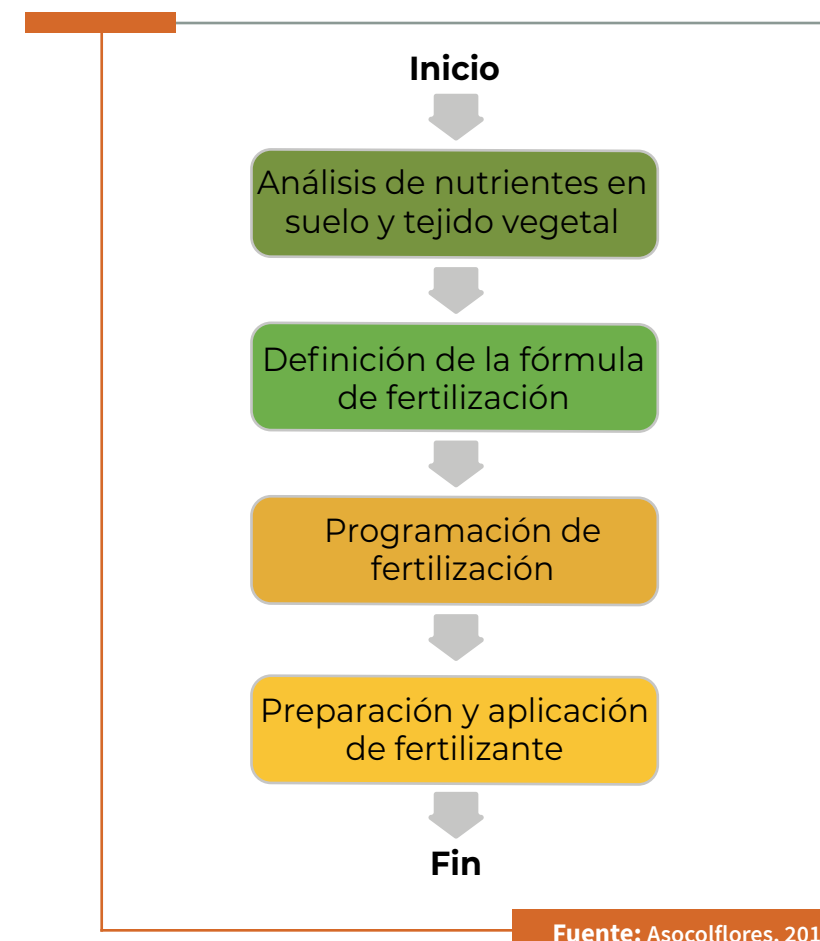 Inicio
Análisis de nutrientes en
suelo y tejido vegetal
Definición de la fórmula
de fertilización
Programación de
fertilización
Preparación y aplicación
de fertilizante
Fin
Fuente: Asocolflores, 201